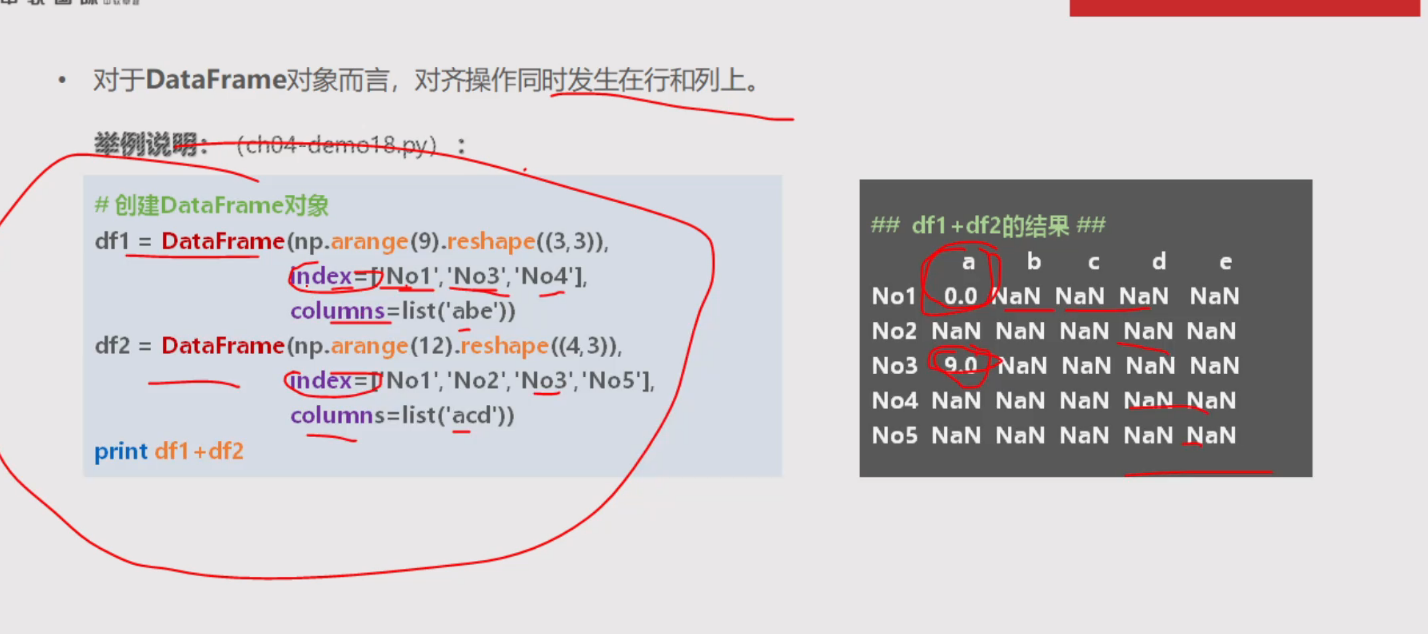 • 对于DataFrame对象而言，对齐操作同时发生在行和列上。
举例说明：（ch04-demo18.py）：
# 创建DataFrame对象
df1 = DataFrame(np.arange(9).reshape((3,3)),
index=['No1','No3','No4'],
columns=list('abe'))
df2 = DataFrame(np.arange(12).reshape((4,3)),
index=['No1','No2','No3','No5'],
columns=list('acd'))
print df1+df2
## df1+df2的结果 ##
a b c d e
No1 0.0 NaN NaN NaN NaN
No2 NaN NaN NaN NaN NaN
No3 9.0 NaN NaN NaN NaN
No4 NaN NaN NaN NaN NaN
No5 NaN NaN NaN NaN NaN